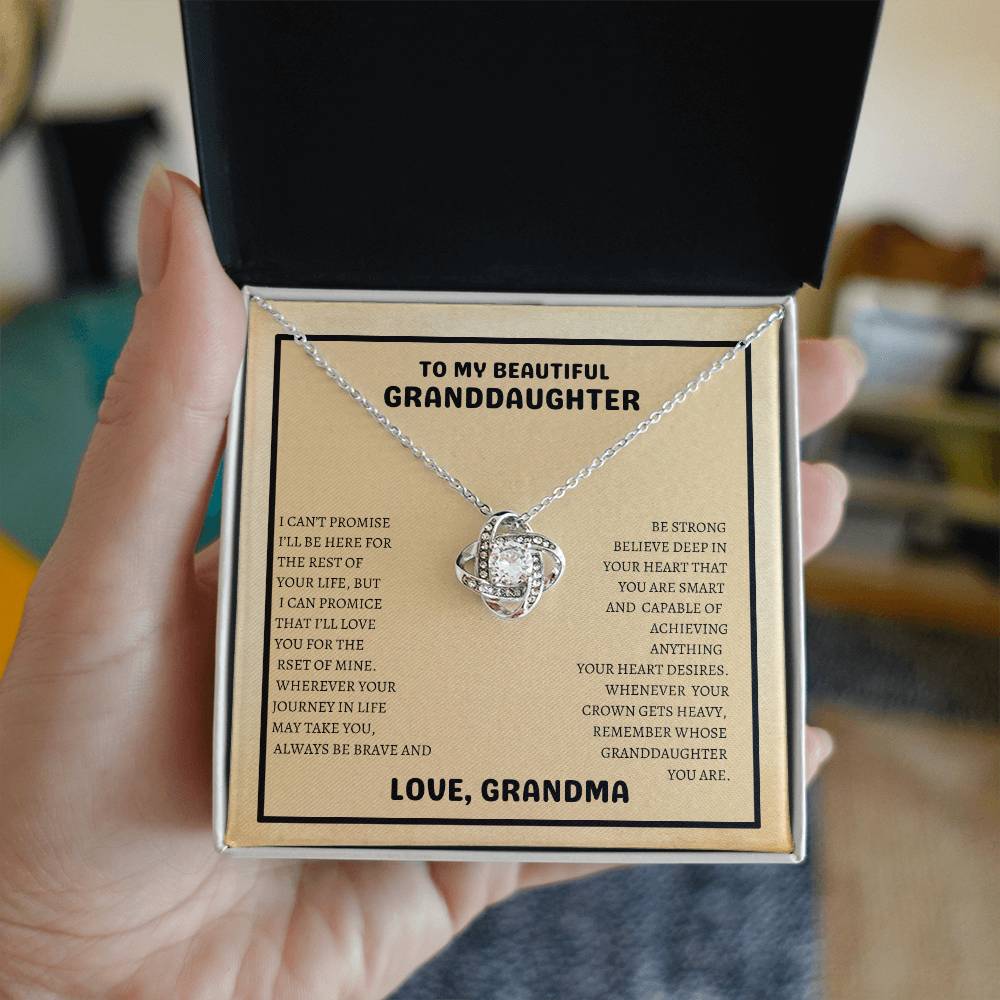 TO MY BEAUTIFUL
GRANDDAUGHTER
I CAN'T PROMISE
I'LL BE HERE FOR
THE REST OF
YOUR LIFE, BUT
I CAN PROMICE
THAT I'LL LOVE
YOU FOR THE
RSET OF MINE.
WHEREVER YOUR
JOURNEY IN LIFE
MAY TAKE YOU,
ALWAYS BE BRAVE AND
BE STRONG
BELIEVE DEEP IN
YOUR HEART THAT
YOU ARE SMART
AND CAPABLE OF
ACHIEVING
ANYTHING
YOUR HEART DESIRES.
WHENEVER YOUR
CROWN GETS HEAVY,
REMEMBER WHOSE
GRANDDAUGHTER
YOU ARE.
LOVE, GRANDMA